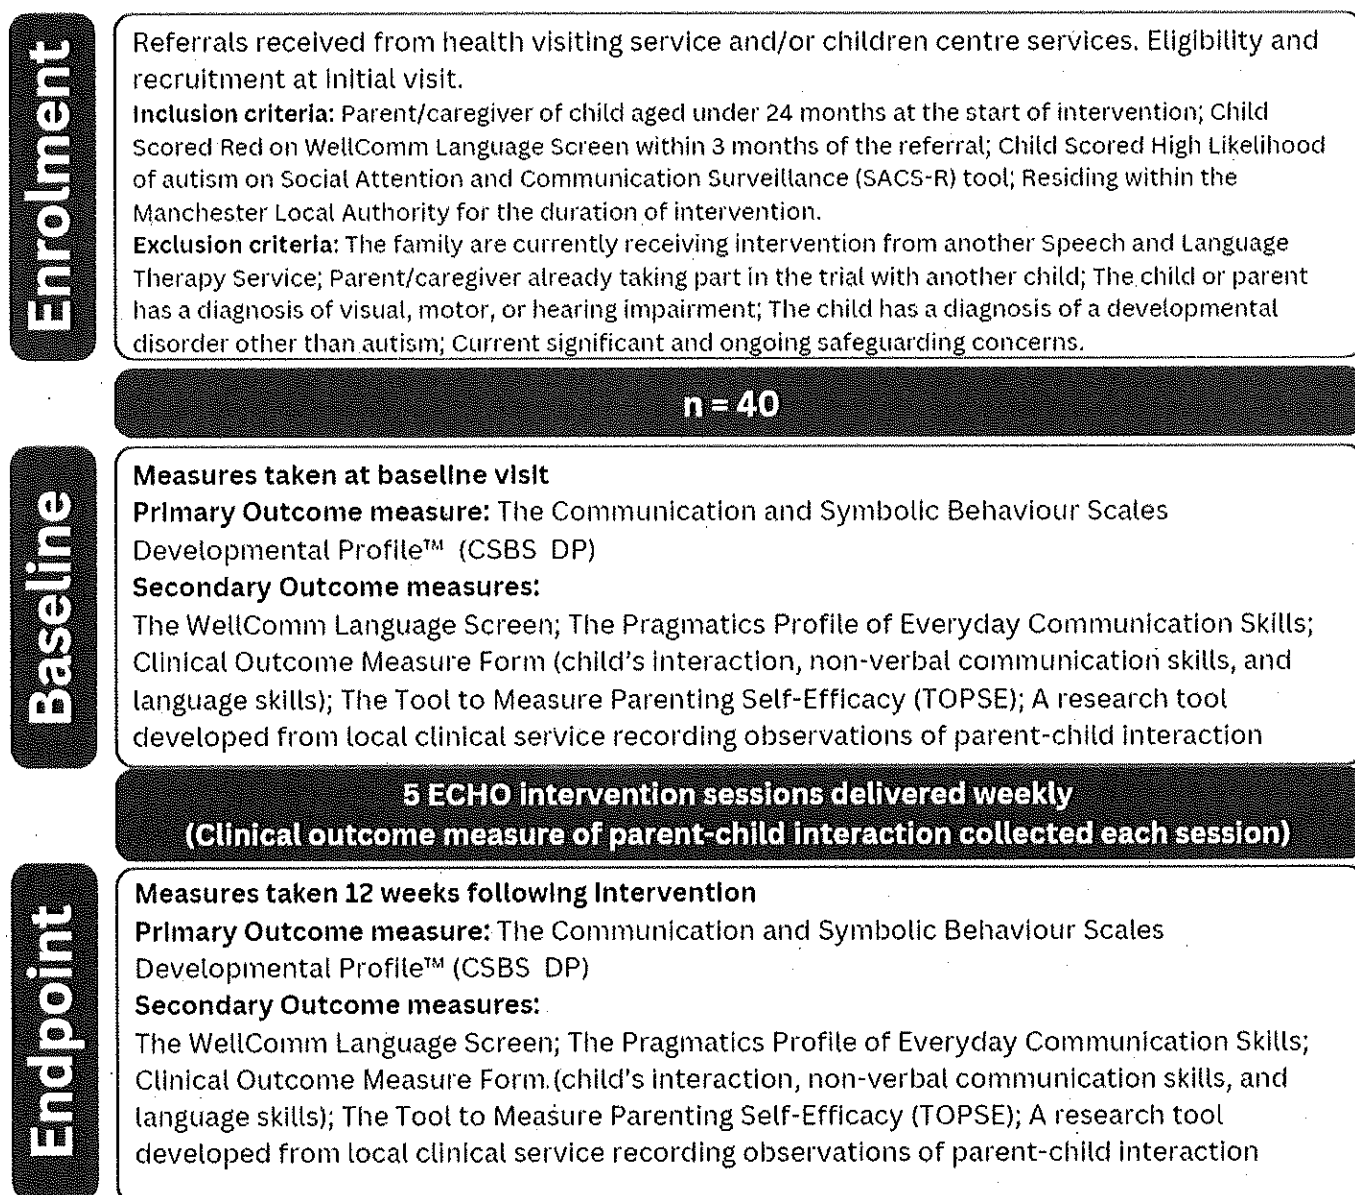 Enrolment
Referrals received from health visiting service and/or children centre services. Eligibility and
recruitment at initial visit.
Inclusion criteria: Parent/caregiver of child aged under 24 months at the start of intervention; Child
Scored Red on WellComm Language Screen within 3 months of the referral; Child Scored High Likelihood
of autism on Social Attention and Communication Surveillance (SACS-R) tool; Residing within the
Manchester Local Authority for the duration of intervention.
Exclusion criteria: The family are currently receiving intervention from another Speech and Language
Therapy Service; Parent/caregiver already taking part in the trial with another child; The child or parent
has a diagnosis of visual, motor, or hearing impairment; The child has a diagnosis of a developmental
disorder other than autism; Current significant and ongoing safeguarding concerns.
n = 40
Baseline
Measures taken at baseline visit
Primary Outcome measure: The Communication and Symbolic Behaviour Scales
Developmental Profile™ (CSBS DP)
Secondary Outcome measures:
The WellComm Language Screen; The Pragmatics Profile of Everyday Communication Skills;
Clinical Outcome Measure Form (child's interaction, non-verbal communication skills, and
language skills); The Tool to Measure Parenting Self-Efficacy (TOPSE); A research tool
developed from local clinical service recording observations of parent-child interaction
5 ECHO intervention sessions delivered weekly
(Clinical outcome measure of parent-child interaction collected each session)
Endpoint
Measures taken 12 weeks following intervention
Primary Outcome measure: The Communication and Symbolic Behaviour Scales
Developmental Profile™ (CSBS DP)
Secondary Outcome measures:
The WellComm Language Screen; The Pragmatics Profile of Everyday Communication Skills;
Clinical Outcome Measure Form (child's interaction, non-verbal communication skills, and
language skills); The Tool to Measure Parenting Self-Efficacy (TOPSE); A research tool
developed from local clinical service recording observations of parent-child interaction